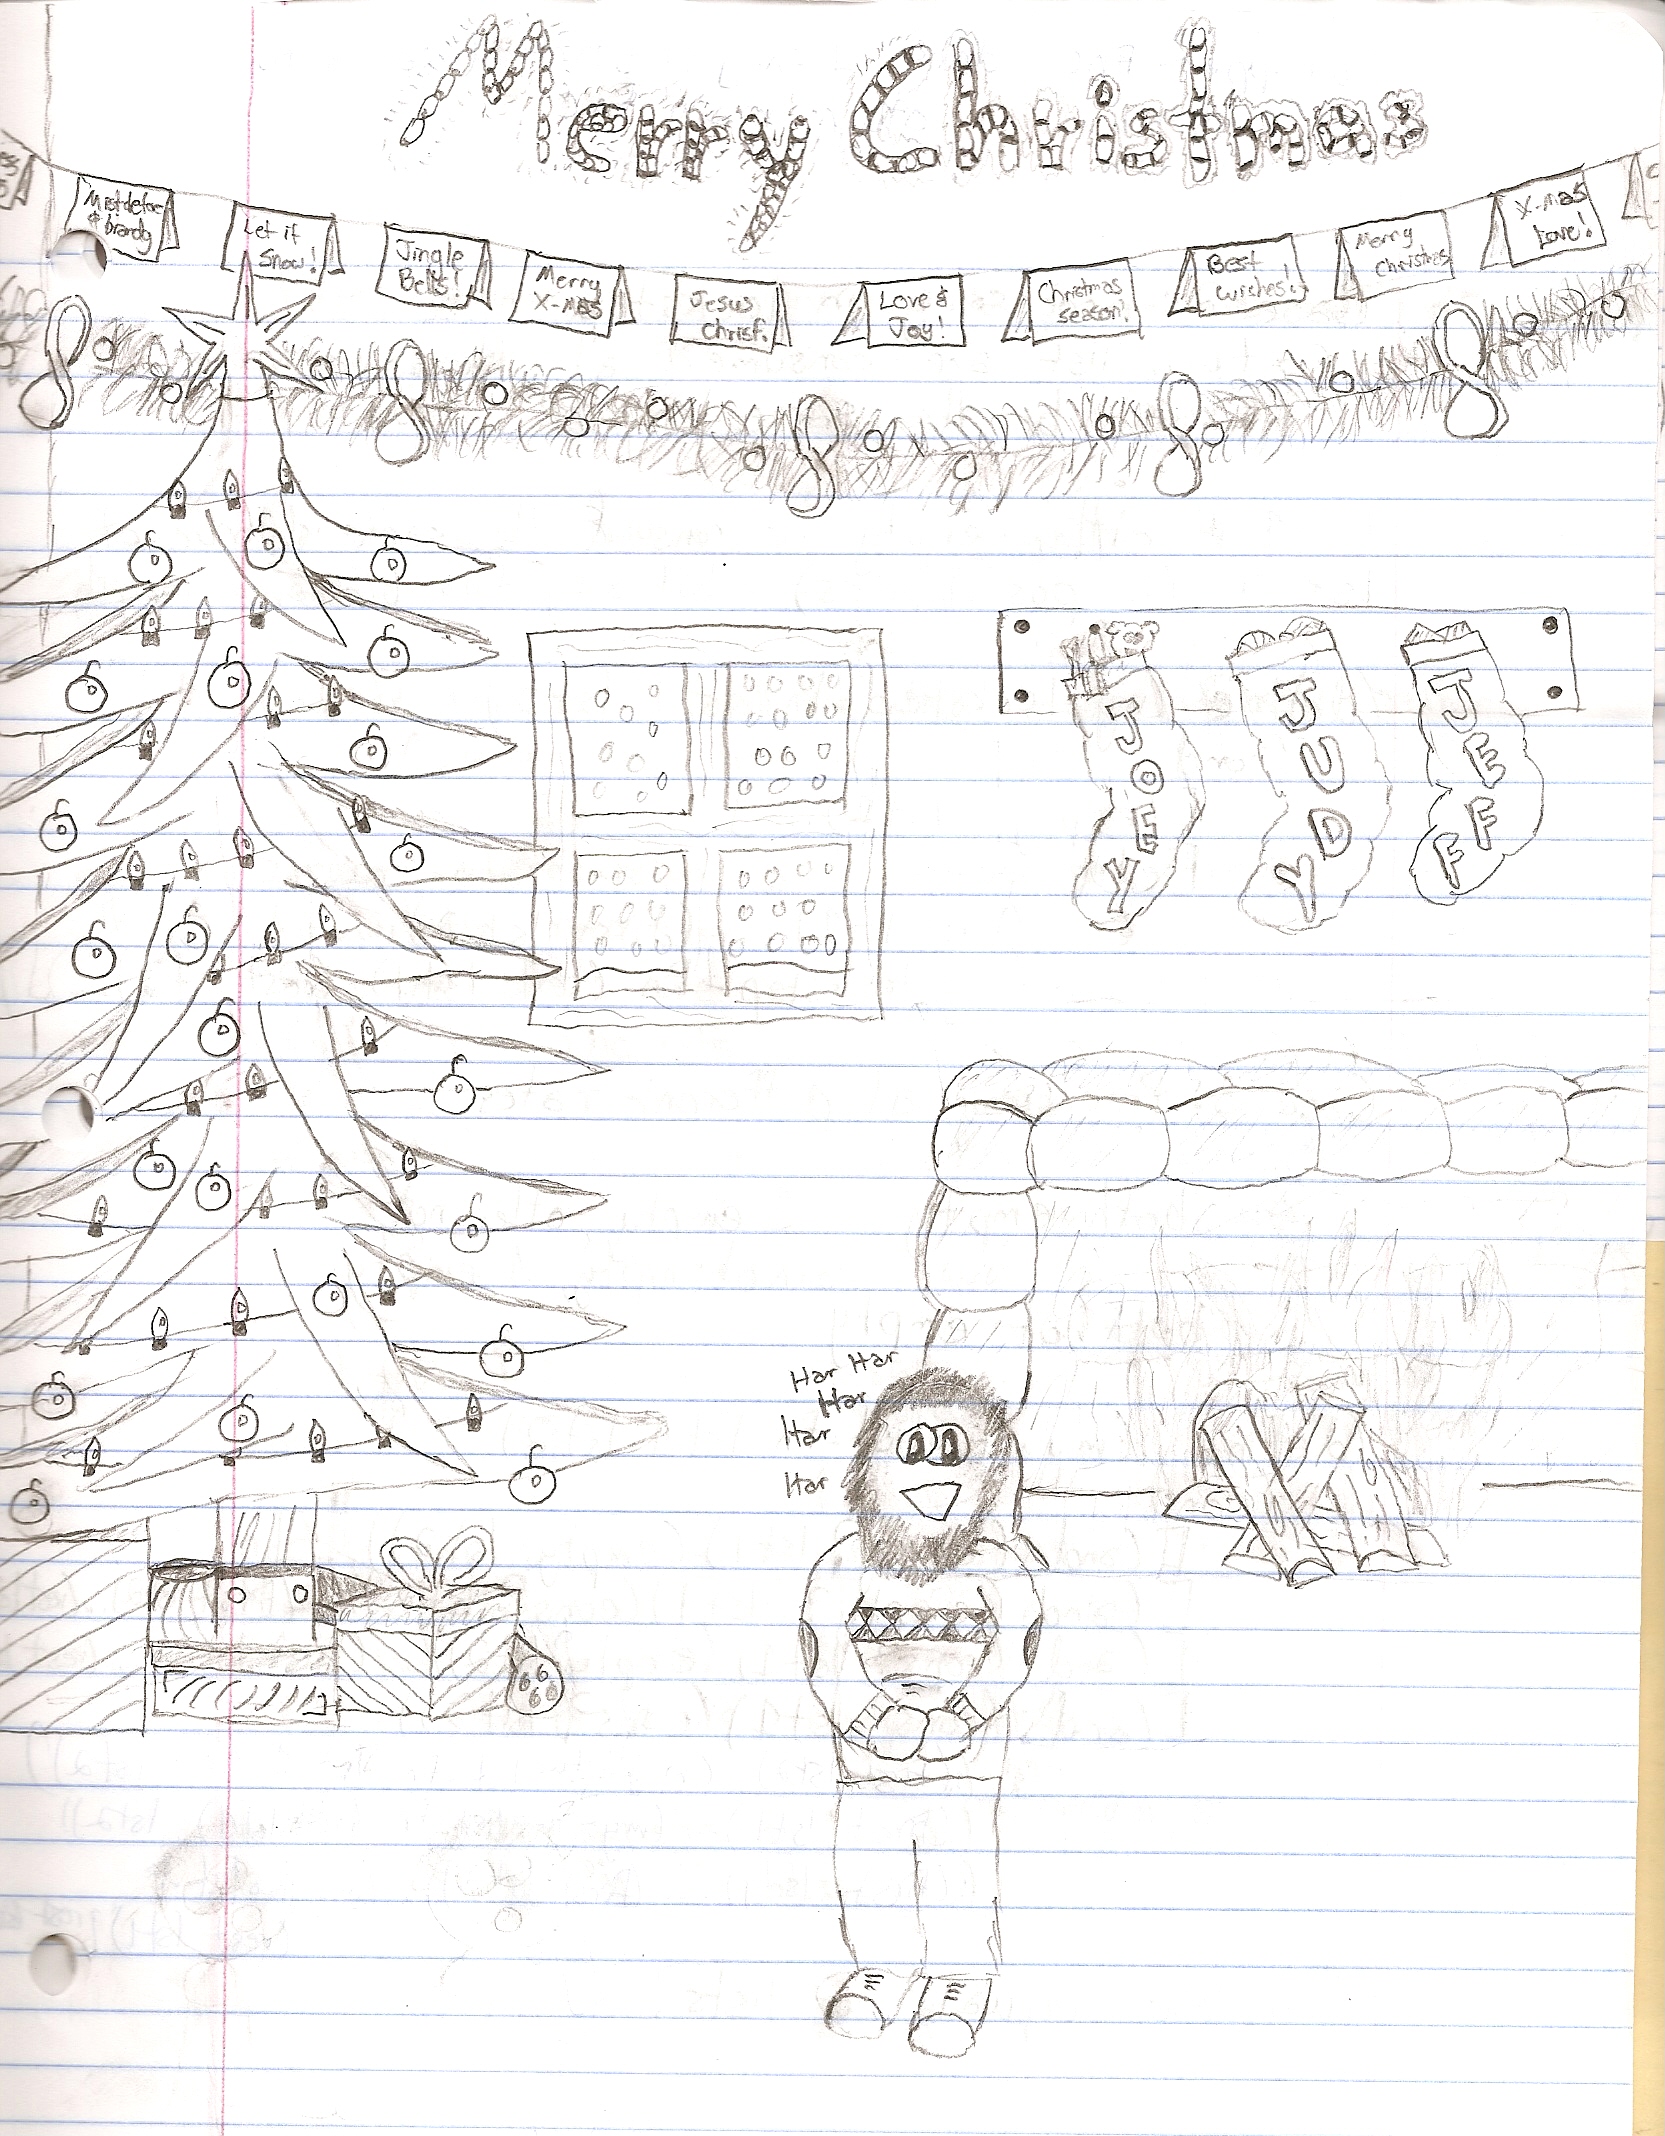 Merry Christmas
& brandy
Let it
Snow!
Jingle
Bells!
Merry
X-mas
Jesus
Christ.
Love &
Joy!
Christmas
season!
Best
wishes!
Merry
Christmas
X-mas
Love!
JOEY
JUDY
JEFF
Har Har
Har
Har
Har